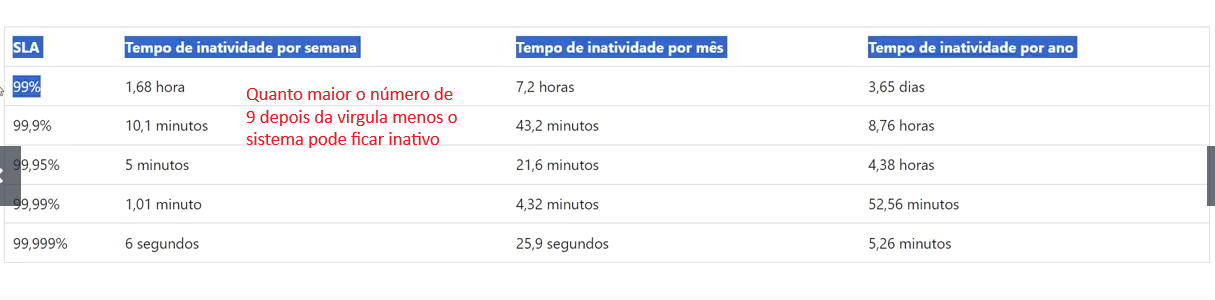 SLA Tempo de inatividade por semana Tempo de inatividade por mês Tempo de inatividade por ano
99% 1,68 hora 7,2 horas 3,65 dias
Quanto maior o número de
9 depois da virgula menos o
sistema pode ficar inativo
99,9% 10,1 minutos 43,2 minutos 8,76 horas
99,95% 5 minutos 21,6 minutos 4,38 horas
99,99% 1,01 minuto 4,32 minutos 52,56 minutos
99,999% 6 segundos 25,9 segundos 5,26 minutos